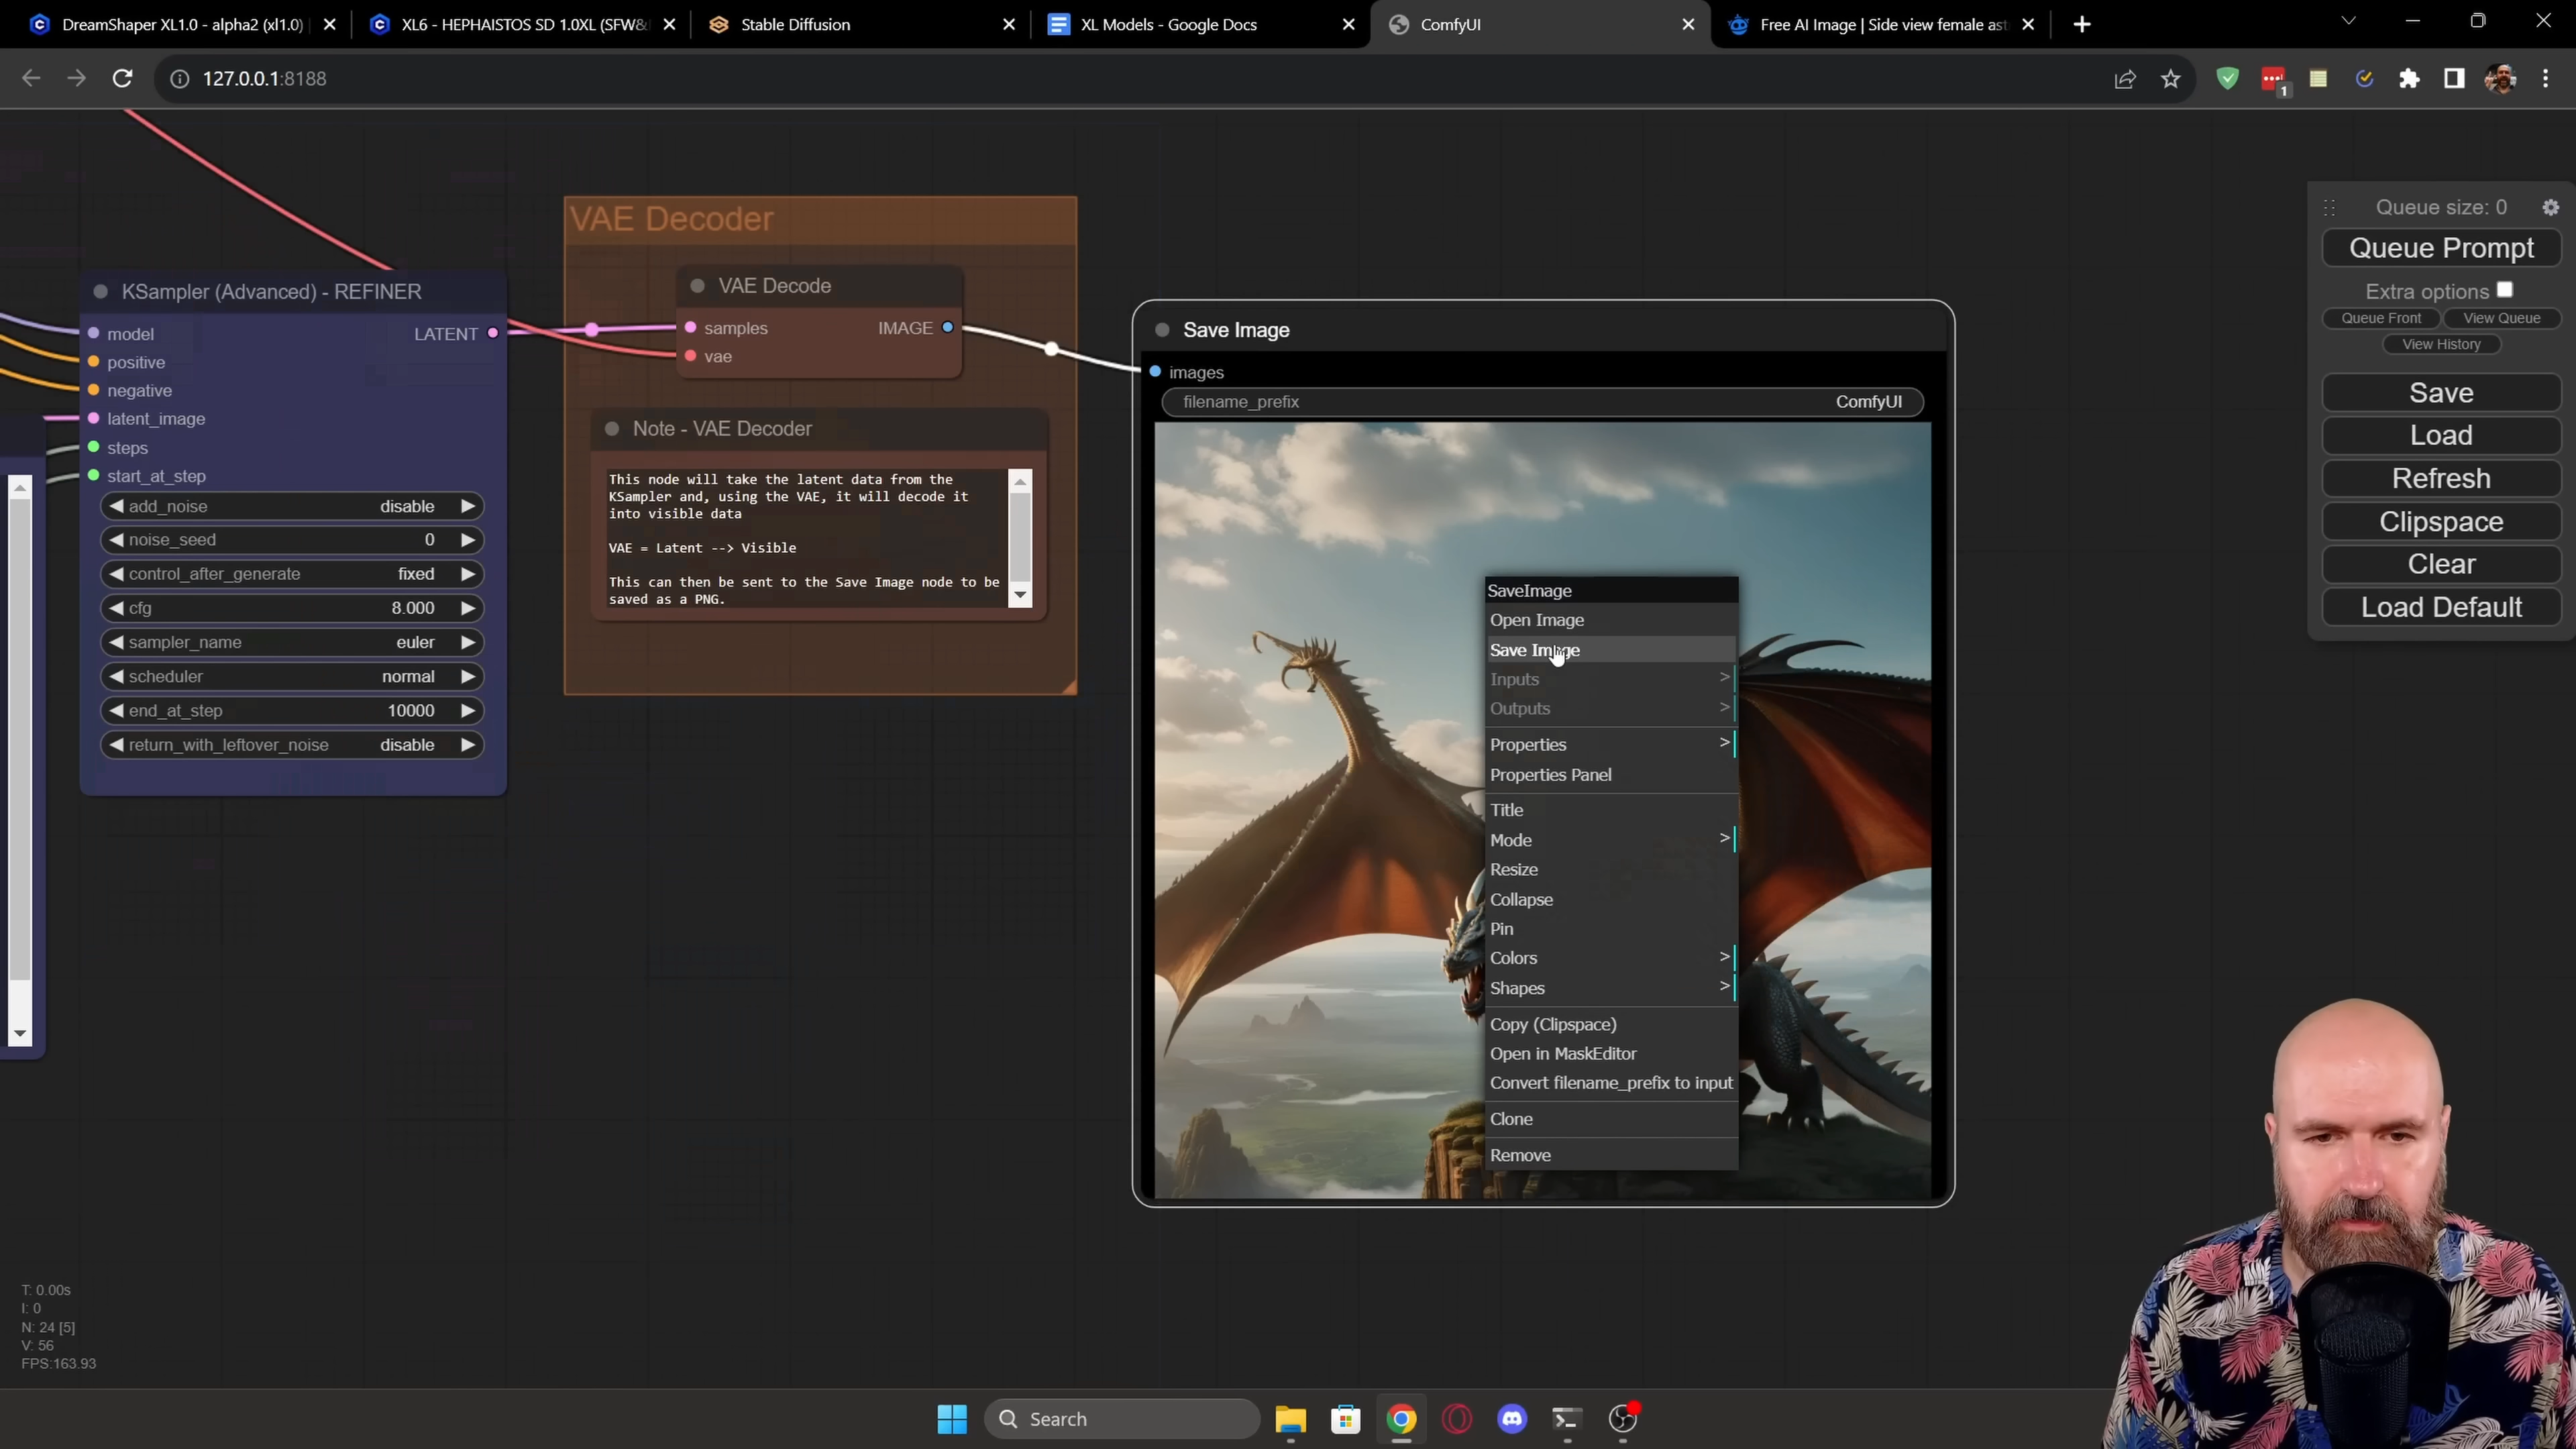 DreamShaper XL1.0 - alpha2 (xl1.0)
XL6 - HEPHAISTOS SD 1.0XL (SFW&
Stable Diffusion
XL Models - Google Docs
ComfyUI
Free AI Image | Side view female ast
127.0.0.1:8188
1
VAE Decoder
KSampler (Advanced) - REFINER
model
LATENT
positive
negative
latent_image
steps
start_at_step
add_noise disable
noise_seed 0
control_after_generate fixed
cfg 8.000
sampler_name euler
scheduler normal
end_at_step 10000
return_with_leftover_noise disable
VAE Decode
samples IMAGE
vae
Note - VAE Decoder
This node will take the latent data from the
KSampler and, using the VAE, it will decode it
into visible data
VAE = Latent --> Visible
This can then be sent to the Save Image node to be
saved as a PNG.
Save Image
images
filename_prefix ComfyUI
SaveImage
Open Image
Save Image
Inputs >
Outputs >
Properties >
Properties Panel
Title
Mode >
Resize
Collapse
Pin
Colors >
Shapes >
Copy (Clipspace)
Open in MaskEditor
Convert filename_prefix to input
Clone
Remove
Queue size: 0
Queue Prompt
Extra options
Queue Front View Queue
View History
Save
Load
Refresh
Clipspace
Clear
Load Default
T: 0.00s
I: 0
N: 24 [5]
V: 56
FPS:163.93
Search